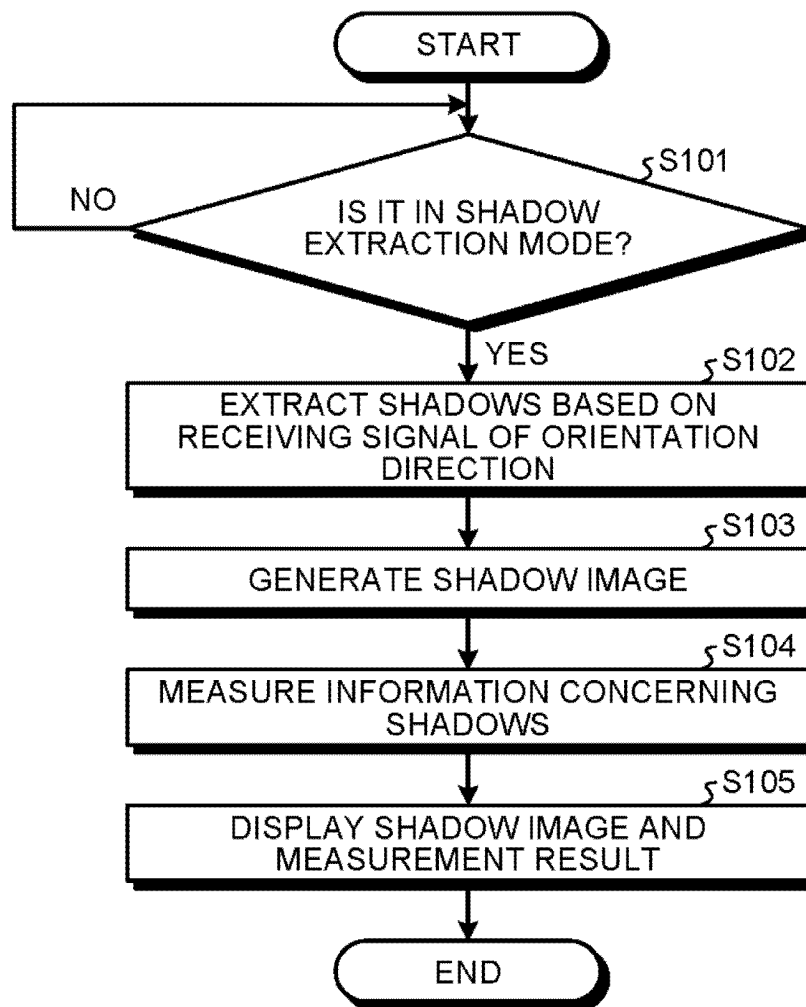 START
S101
NO
IS IT IN SHADOW
EXTRACTION MODE?
YES
S102
EXTRACT SHADOWS BASED ON
RECEIVING SIGNAL OF ORIENTATION
DIRECTION
S103
GENERATE SHADOW IMAGE
S104
MEASURE INFORMATION CONCERNING
SHADOWS
S105
DISPLAY SHADOW IMAGE AND
MEASUREMENT RESULT
END